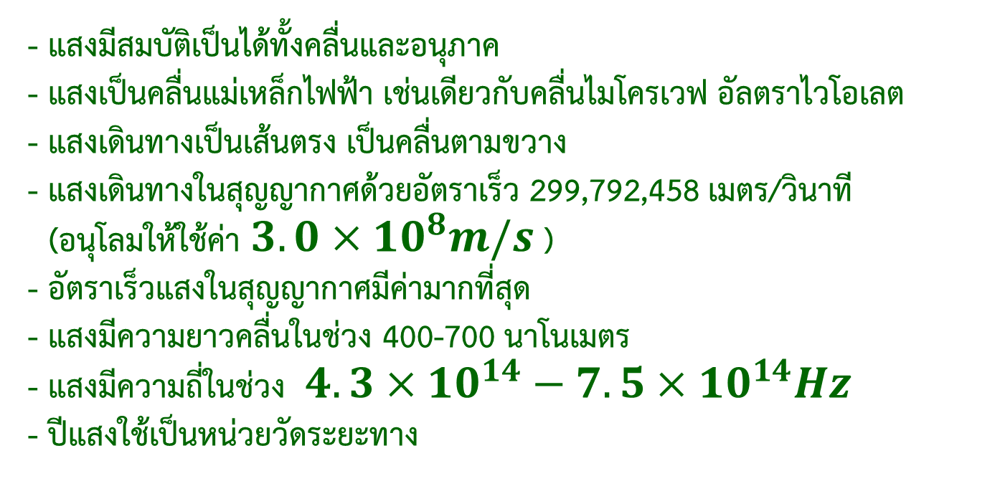 - แสงมีสมบัติเป็นได้ทั้งคลื่นและอนุภาค
- แสงเป็นคลื่นแม่เหล็กไฟฟ้า เช่นเดียวกับคลื่นไมโครเวฟ อัลตราไวโอเลต
- แสงเดินทางเป็นเส้นตรง เป็นคลื่นตามขวาง
- แสงเดินทางในสุญญากาศด้วยอัตราเร็ว 299,792,458 เมตร/วินาที
(อนุโลมให้ใช้ค่า 3.0 × 10⁸m/s )
- อัตราเร็วแสงในสุญญากาศมีค่ามากที่สุด
- แสงมีความยาวคลื่นในช่วง 400-700 นาโนเมตร
- แสงมีความถี่ในช่วง 4.3 × 10¹⁴ − 7.5 × 10¹⁴Hz
- ปีแสงใช้เป็นหน่วยวัดระยะทาง